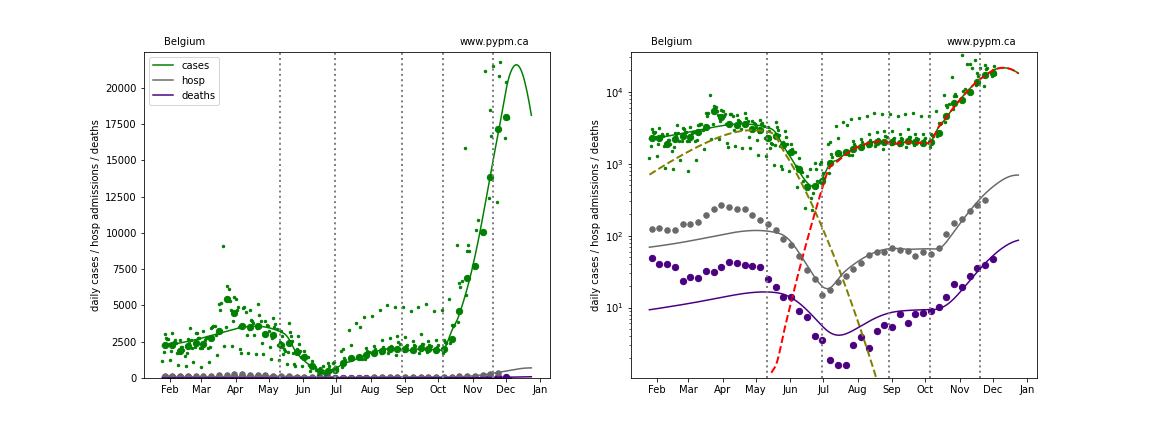 Belgium www.pypm.ca
daily cases / hosp admissions / deaths
cases
hosp
deaths
20000
17500
15000
12500
10000
7500
5000
2500
0
Feb Mar Apr May Jun Jul Aug Sep Oct Nov Dec Jan
Belgium www.pypm.ca
daily cases / hosp admissions / deaths
10⁴
10³
10²
10¹
Feb Mar Apr May Jun Jul Aug Sep Oct Nov Dec Jan